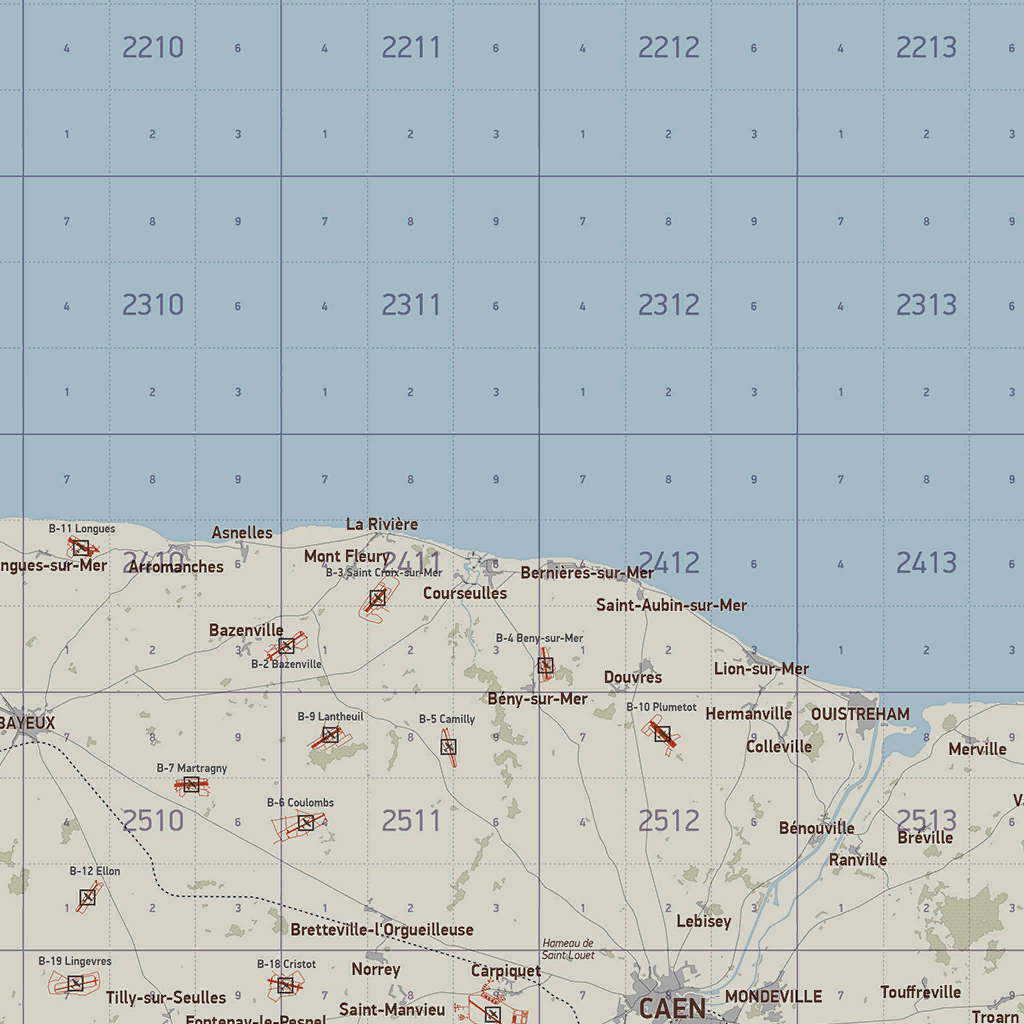 4 2210 6 4 2211 6 4 2212 6 4 2213 6
1 2 3 1 2 3 1 2 3 1 2 3
7 8 9 7 8 9 7 8 9 7 8 9
4 2310 6 4 2311 6 4 2312 6 4 2313 6
1 2 3 1 2 3 1 2 3 1 2 3
7 8 9 7 8 9 7 8 9 7 8 9
B-11 Longues
Asnelles
La Rivière
ngues-sur-Mer
Arromanches
2410 6
Mont Fleury
4 2411 6
4 2412 6 4 2413 6
B-3 Saint Croix-sur-Mer
Bernières-sur-Mer
Courseulles
Saint-Aubin-sur-Mer
Bazenville
B-4 Beny-sur-Mer
1 2 3 1 2 3 1 2 3 1 2 3
B-2 Bazenville
Lion-sur-Mer
Douvres
Bény-sur-Mer
BAYEUX
B-9 Lantheuil
B-5 Camilly
B-10 Plumetot
Hermanville
OUISTREHAM
7 8 9 7 8 9 7 8 9 7 8 9
Colleville
Merville
B-7 Martragny
B-6 Coulombs
4 2510 6 4 2511 6 4 2512 6 2513 6
Bénouville
Bréville
Ranville
B-12 Ellon
1 2 3 1 2 3 1 2 3 1 2 3
Lebisey
Bretteville-l'Orgueilleuse
Hameau de
Saint Louet
B-19 Lingevres
B-18 Cristot
Norrey
Carpiquet
Tilly-sur-Seulles
9 7 9 7 8 9
MONDEVILLE
Touffreville
Saint-Manvieu
CAEN
Fontenay-le-Pesnel
Troarn